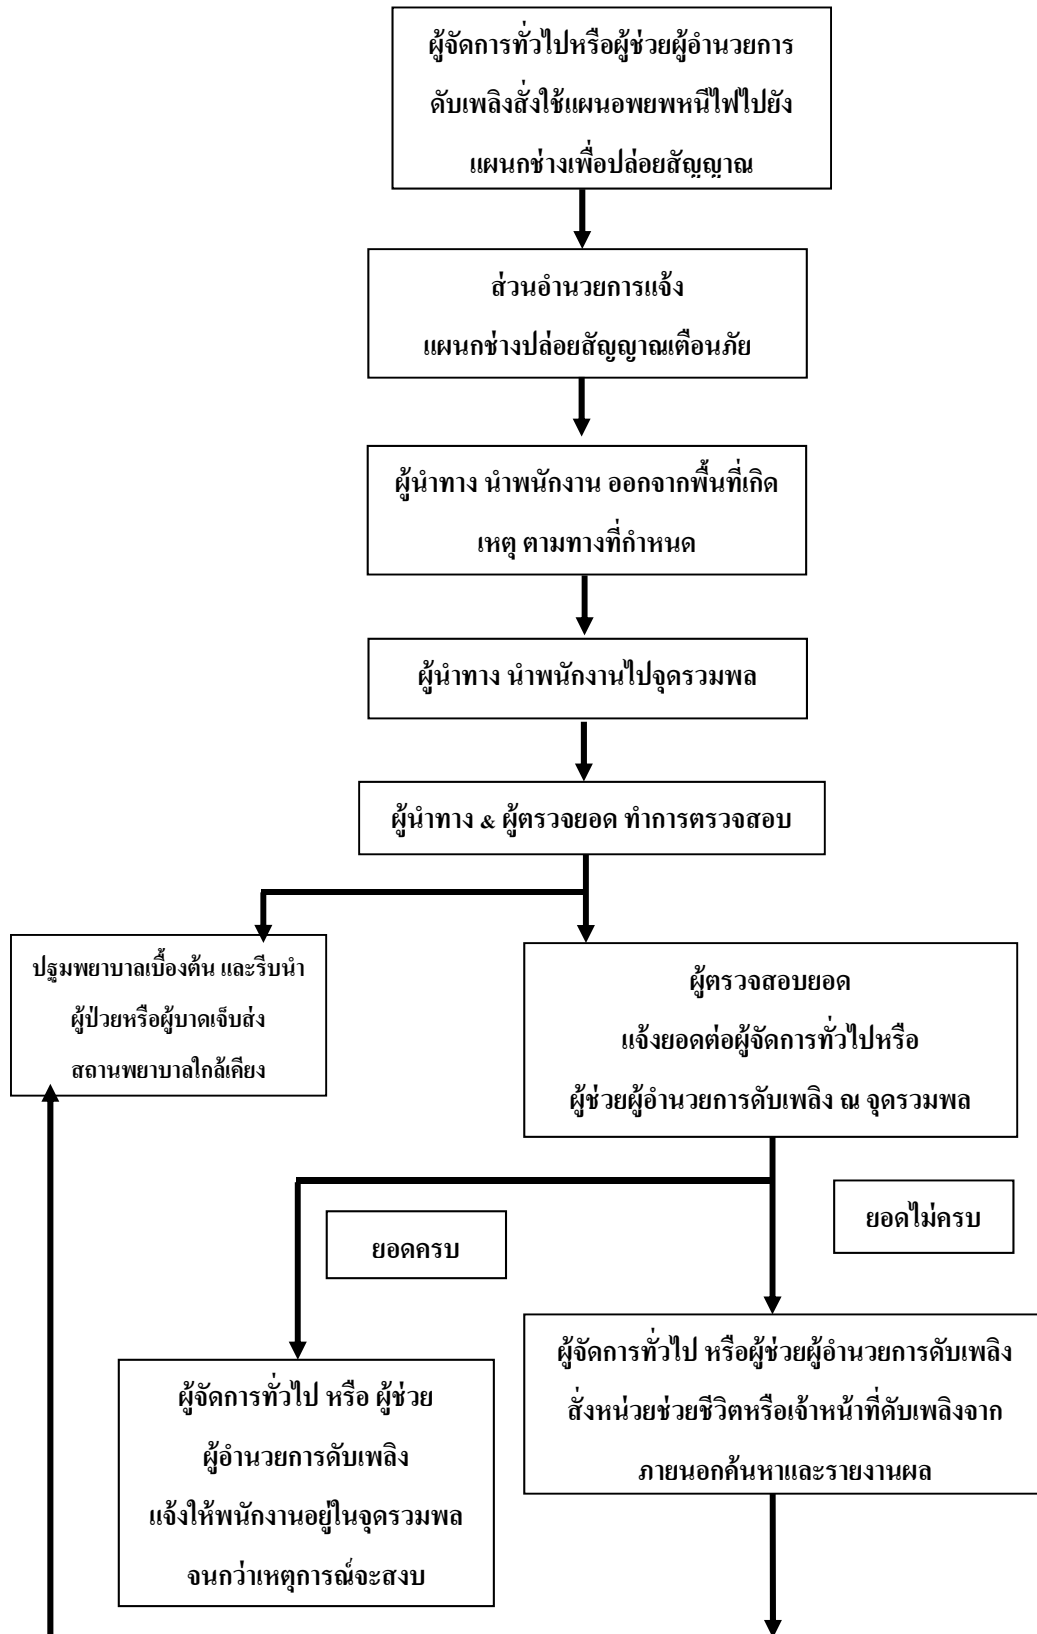 ผู้จัดการทั่วไปหรือผู้ช่วยผู้อำนวยการ
ดับเพลิงสั่งใช้แผนอพยพหนีไฟไปยัง
แผนกช่างเพื่อปล่อยสัญญาณ
ส่วนอำนวยการแจ้ง
แผนกช่างปล่อยสัญญาณเตือนภัย
ผู้นำทาง นำพนักงาน ออกจากพื้นที่เกิด
เหตุ ตามทางที่กำหนด
ผู้นำทาง นำพนักงานไปจุดรวมพล
ผู้นำทาง & ผู้ตรวจยอด ทำการตรวจสอบ
ปฐมพยาบาลเบื้องต้น และรีบนำ
ผู้ป่วยหรือผู้บาดเจ็บส่ง
สถานพยาบาลใกล้เคียง
ผู้ตรวจสอบยอด
แจ้งยอดต่อผู้จัดการทั่วไปหรือ
ผู้ช่วยผู้อำนวยการดับเพลิง ณ จุดรวมพล
ยอดครบ
ยอดไม่ครบ
ผู้จัดการทั่วไป หรือ ผู้ช่วย
ผู้อำนวยการดับเพลิง
แจ้งให้พนักงานอยู่ในจุดรวมพล
จนกว่าเหตุการณ์จะสงบ
ผู้จัดการทั่วไป หรือผู้ช่วยผู้อำนวยการดับเพลิง
สั่งหน่วยช่วยชีวิตหรือเจ้าหน้าที่ดับเพลิงจาก
ภายนอกค้นหาและรายงานผล